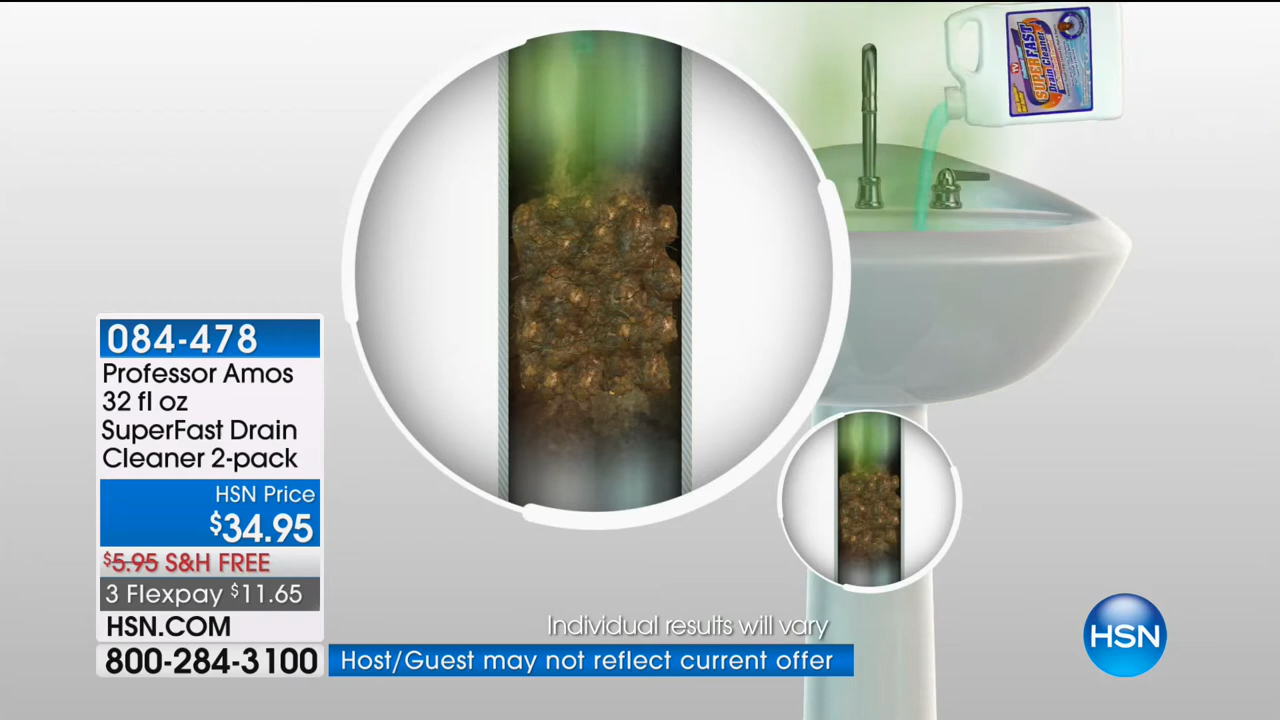 SUPERFAST
Drain Cleaner
084-478
Professor Amos
32 fl oz
SuperFast Drain
Cleaner 2-pack
HSN Price
$34.95
$5.95 S&H FREE
3 Flexpay $11.65
HSN.COM
800-284-3100
Individual results will vary
Host/Guest may not reflect current offer
HSN